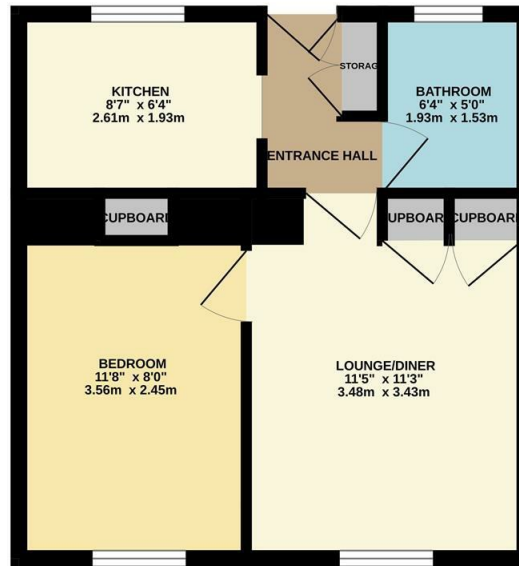 KITCHEN
8'7" x 6'4"
2.61m x 1.93m
STORAG
BATHROOM
6'4" x 5'0"
1.93m x 1.53m
ENTRANCE HALL
CUPBOARD
UPBOAR
CUPBOARD
BEDROOM
11'8" x 8'0"
3.56m x 2.45m
LOUNGE/DINER
11'5" x 11'3"
3.48m x 3.43m